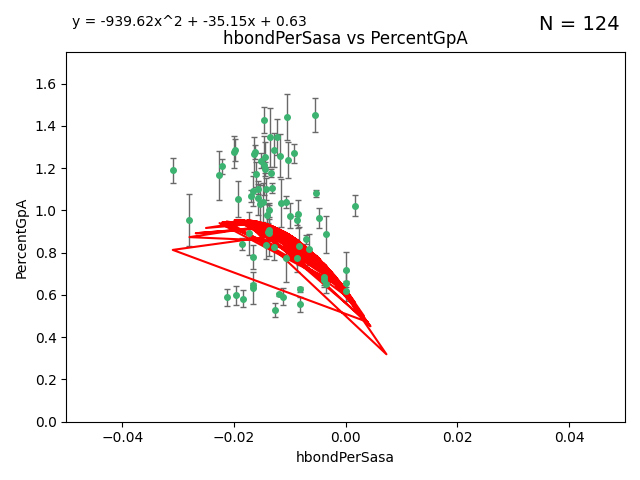 y = -939.62x^2 + -35.15x + 0.63
N = 124
hbondPerSasa vs PercentGpA
PercentGpA
1.6
1.4
1.2
1.0
0.8
0.6
0.4
0.2
0.0
−0.04
−0.02
0.00
0.02
0.04
hbondPerSasa